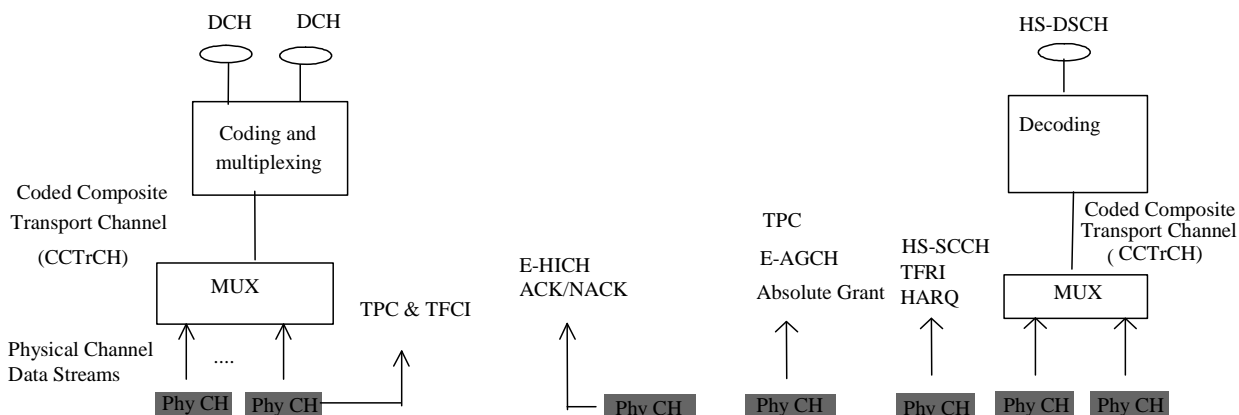 DCH
DCH
Coding and
multiplexing
Coded Composite
Transport Channel
(CCTrCH)
MUX
TPC & TFCI
Physical Channel
Data Streams
....
Phy CH
Phy CH
E-HICH
ACK/NACK
Phy CH
TPC
E-AGCH
Absolute Grant
Phy CH
HS-SCCH
TFRI
HARQ
Phy CH
HS-DSCH
Decoding
Coded Composite
Transport Channel
( CCTrCH)
MUX
Phy CH
Phy CH